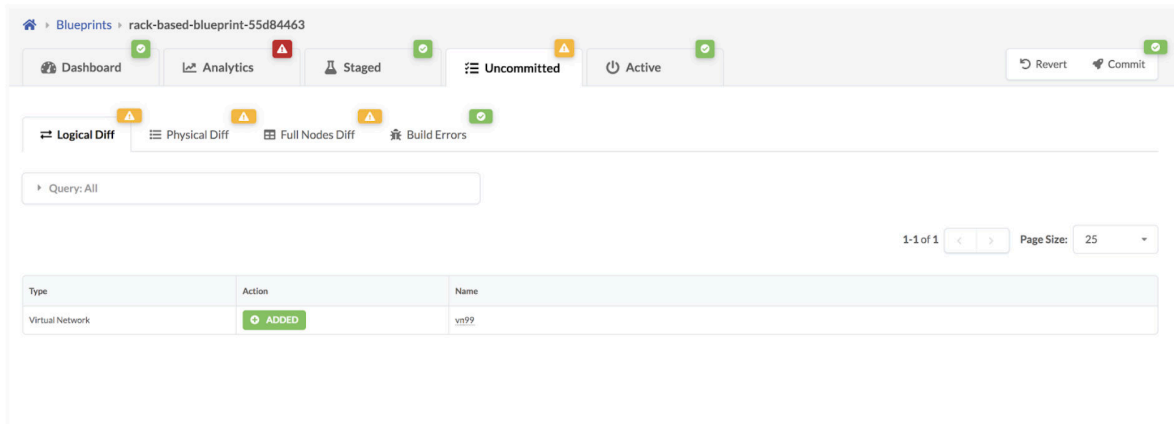 Blueprints rack-based-blueprint-55d84463
Dashboard Analytics Staged Uncommitted Active Revert Commit
Logical Diff Physical Diff Full Nodes Diff Build Errors
Query: All
1-1 of 1 Page Size: 25
Type Action Name
Virtual Network ADDED vn99